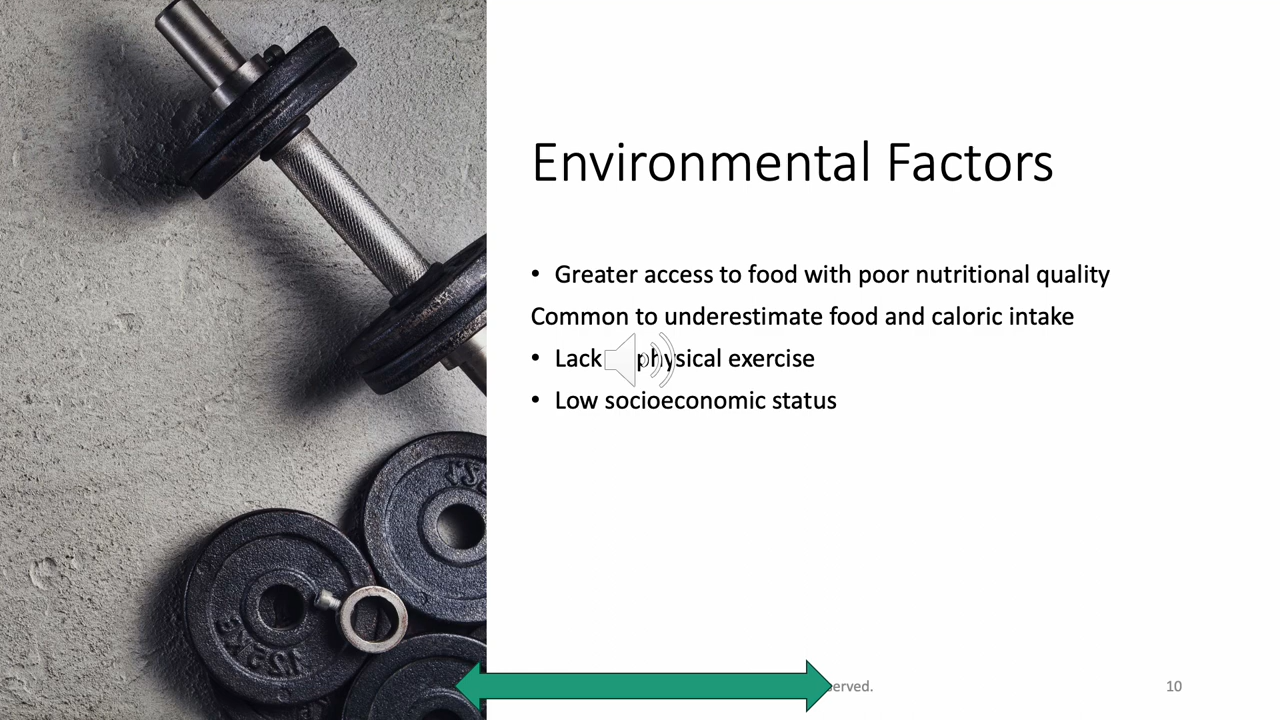 Environmental Factors
• Greater access to food with poor nutritional quality
Common to underestimate food and caloric intake
• Lack physical exercise
• Low socioeconomic status
served.
10